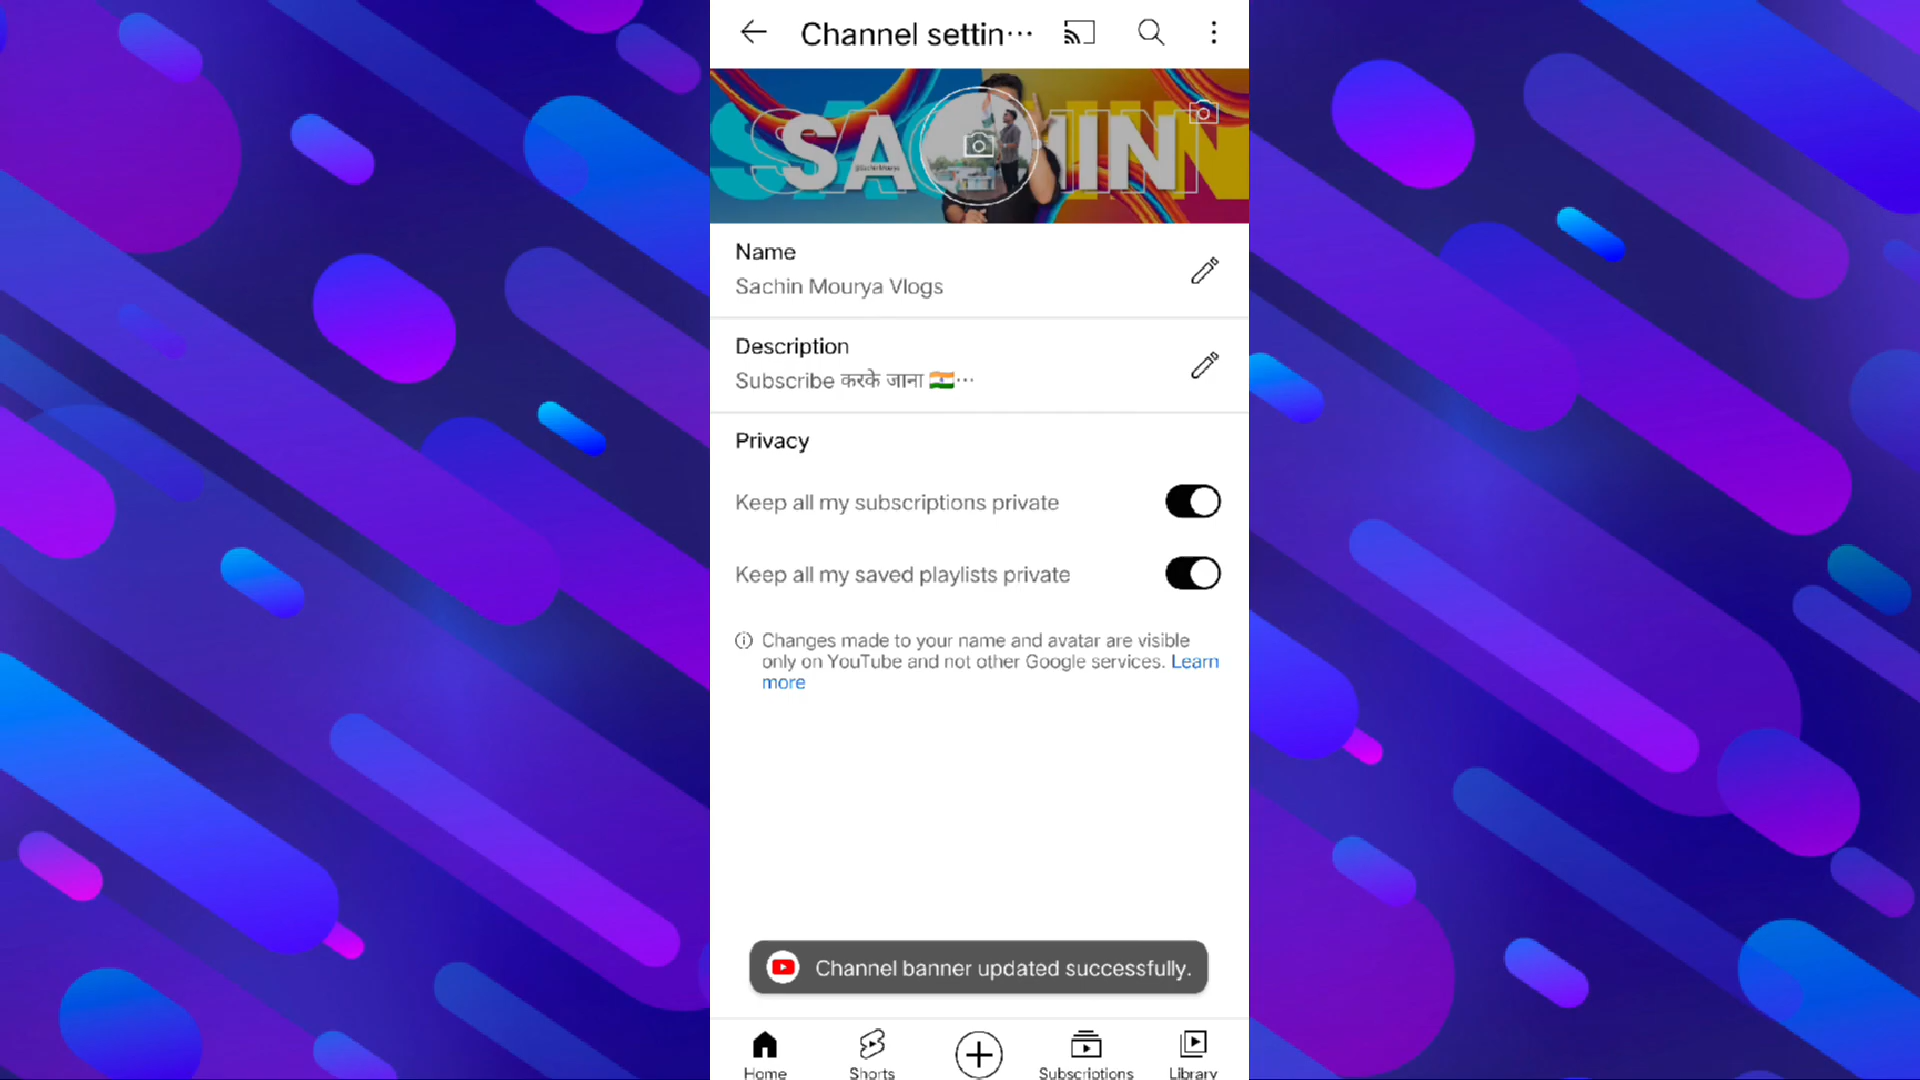 Channel settin···
SA IN
Name
Sachin Mourya Vlogs
Description
Subscribe करके जाना 🇮🇳···
Privacy
Keep all my subscriptions private
Keep all my saved playlists private
Changes made to your name and avatar are visible
only on YouTube and not other Google services. Learn
more
Channel banner updated successfully.
Home Shorts Subscriptions Library